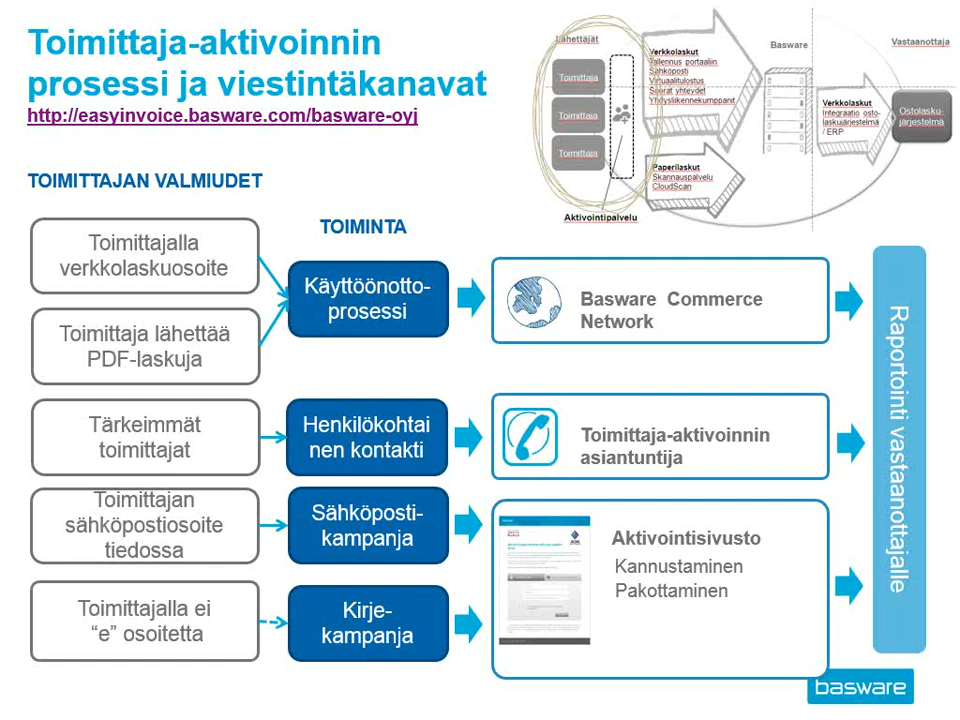 Toimittaja-aktivoinnin
prosessi ja viestintäkanavat
http://easyinvoice.basware.com/basware-oyj
Lähettäjät
Toimittaja
Toimittaja
Toimittaja
Aktivointipalvelu
Verkkolaskut
Tallennus portaaliin
Sähköposti
Virtuaalitulostus
Suorat yhteydet
Yhdysliikennekumppanit
Paperilaskut
Skannauspalvelu
CloudScan
Basware
Verkkolaskut
Integraatio osto-
laskujärjestelmä
/ ERP
Vastaanottaja
Ostolasku-
järjestelmä
TOIMITTAJAN VALMIUDET
TOIMINTA
Toimittajalla
verkkolaskuosoite
Toimittaja lähettää
PDF-laskuja
Käyttöönotto-
prosessi
Basware Commerce
Network
Tärkeimmät
toimittajat
Henkilökohtai
nen kontakti
Toimittaja-aktivoinnin
asiantuntija
Toimittajan
sähköpostiosoite
tiedossa
Sähköposti-
kampanja
Toimittajalla ei
“e” osoitetta
Kirje-
kampanja
Aktivointisivusto
Kannustaminen
Pakottaminen
Raportointi vastaanottajalle
basware